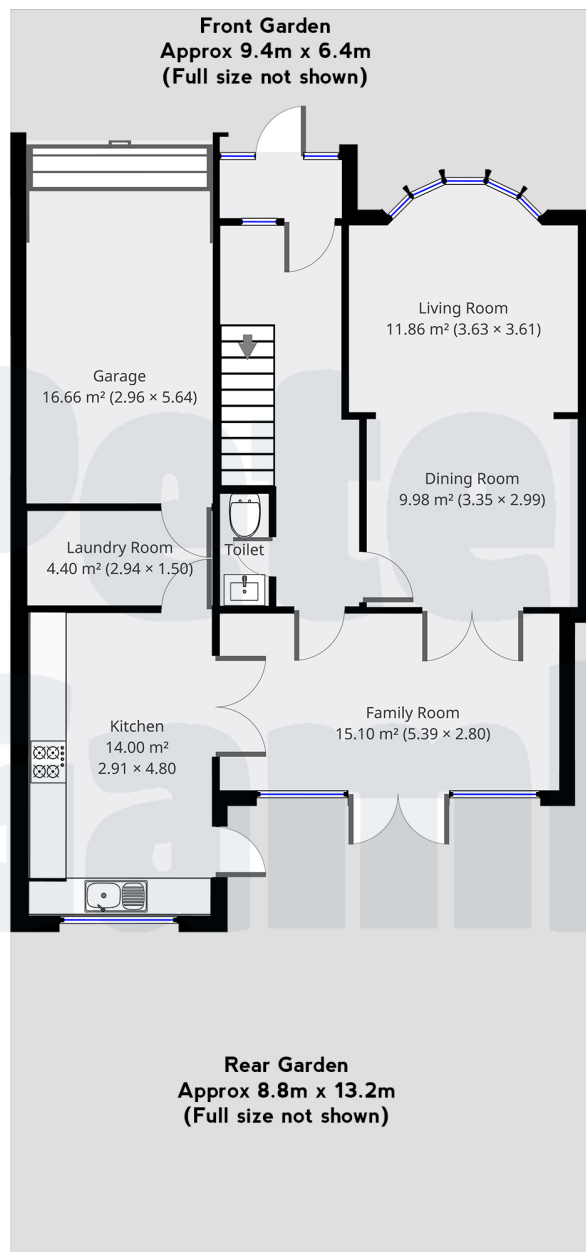 Front Garden
Approx 9.4m x 6.4m
(Full size not shown)
Living Room
11.86 m² (3.63 × 3.61)
Garage
16.66 m² (2.96 × 5.64)
Dining Room
9.98 m² (3.35 × 2.99)
Laundry Room
4.40 m² (2.94 × 1.50)
Toilet
Family Room
15.10 m² (5.39 × 2.80)
Kitchen
14.00 m²
2.91 × 4.80
Rear Garden
Approx 8.8m x 13.2m
(Full size not shown)